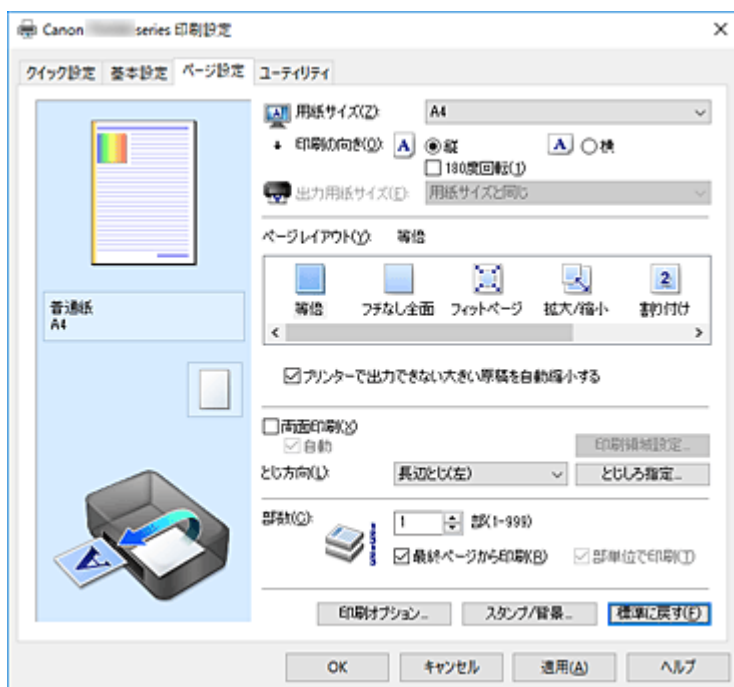 Canon series 印刷設定
クイック設定 基本設定 ページ設定 ユーティリティ
用紙サイズ(Z): A4
印刷の向き(O): A 縦 A 横
180度回転(1)
出力用紙サイズ(E): 用紙サイズと同じ
ページレイアウト(Y): 等倍
等倍 フチなし全面 フィットページ 拡大/縮小 割り付け
普通紙
A4
プリンターで出力できない大きい原稿を自動縮小する
両面印刷(X)
自動 印刷領域設定...
とじ方向(L): 長辺とじ(左) とじしろ指定...
部数(C): 1 部(1-999)
最終ページから印刷(R) 部単位で印刷(T)
印刷オプション... スタンプ/背景... 標準に戻す(F)
OK キャンセル 適用(A) ヘルプ